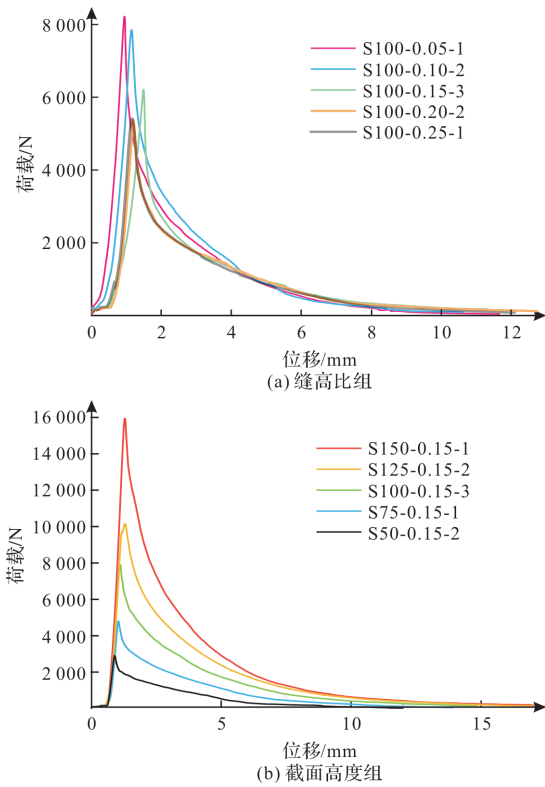 8 000
6 000
4 000
2 000
荷载/N
S100-0.05-1
S100-0.10-2
S100-0.15-3
S100-0.20-2
S100-0.25-1
0 2 4 6 8 10 12
位移/mm
(a) 缝高比组
16 000
14 000
12 000
10 000
8 000
6 000
4 000
2 000
荷载/N
S150-0.15-1
S125-0.15-2
S100-0.15-3
S75-0.15-1
S50-0.15-2
0 5 10 15
位移/mm
(b) 截面高度组